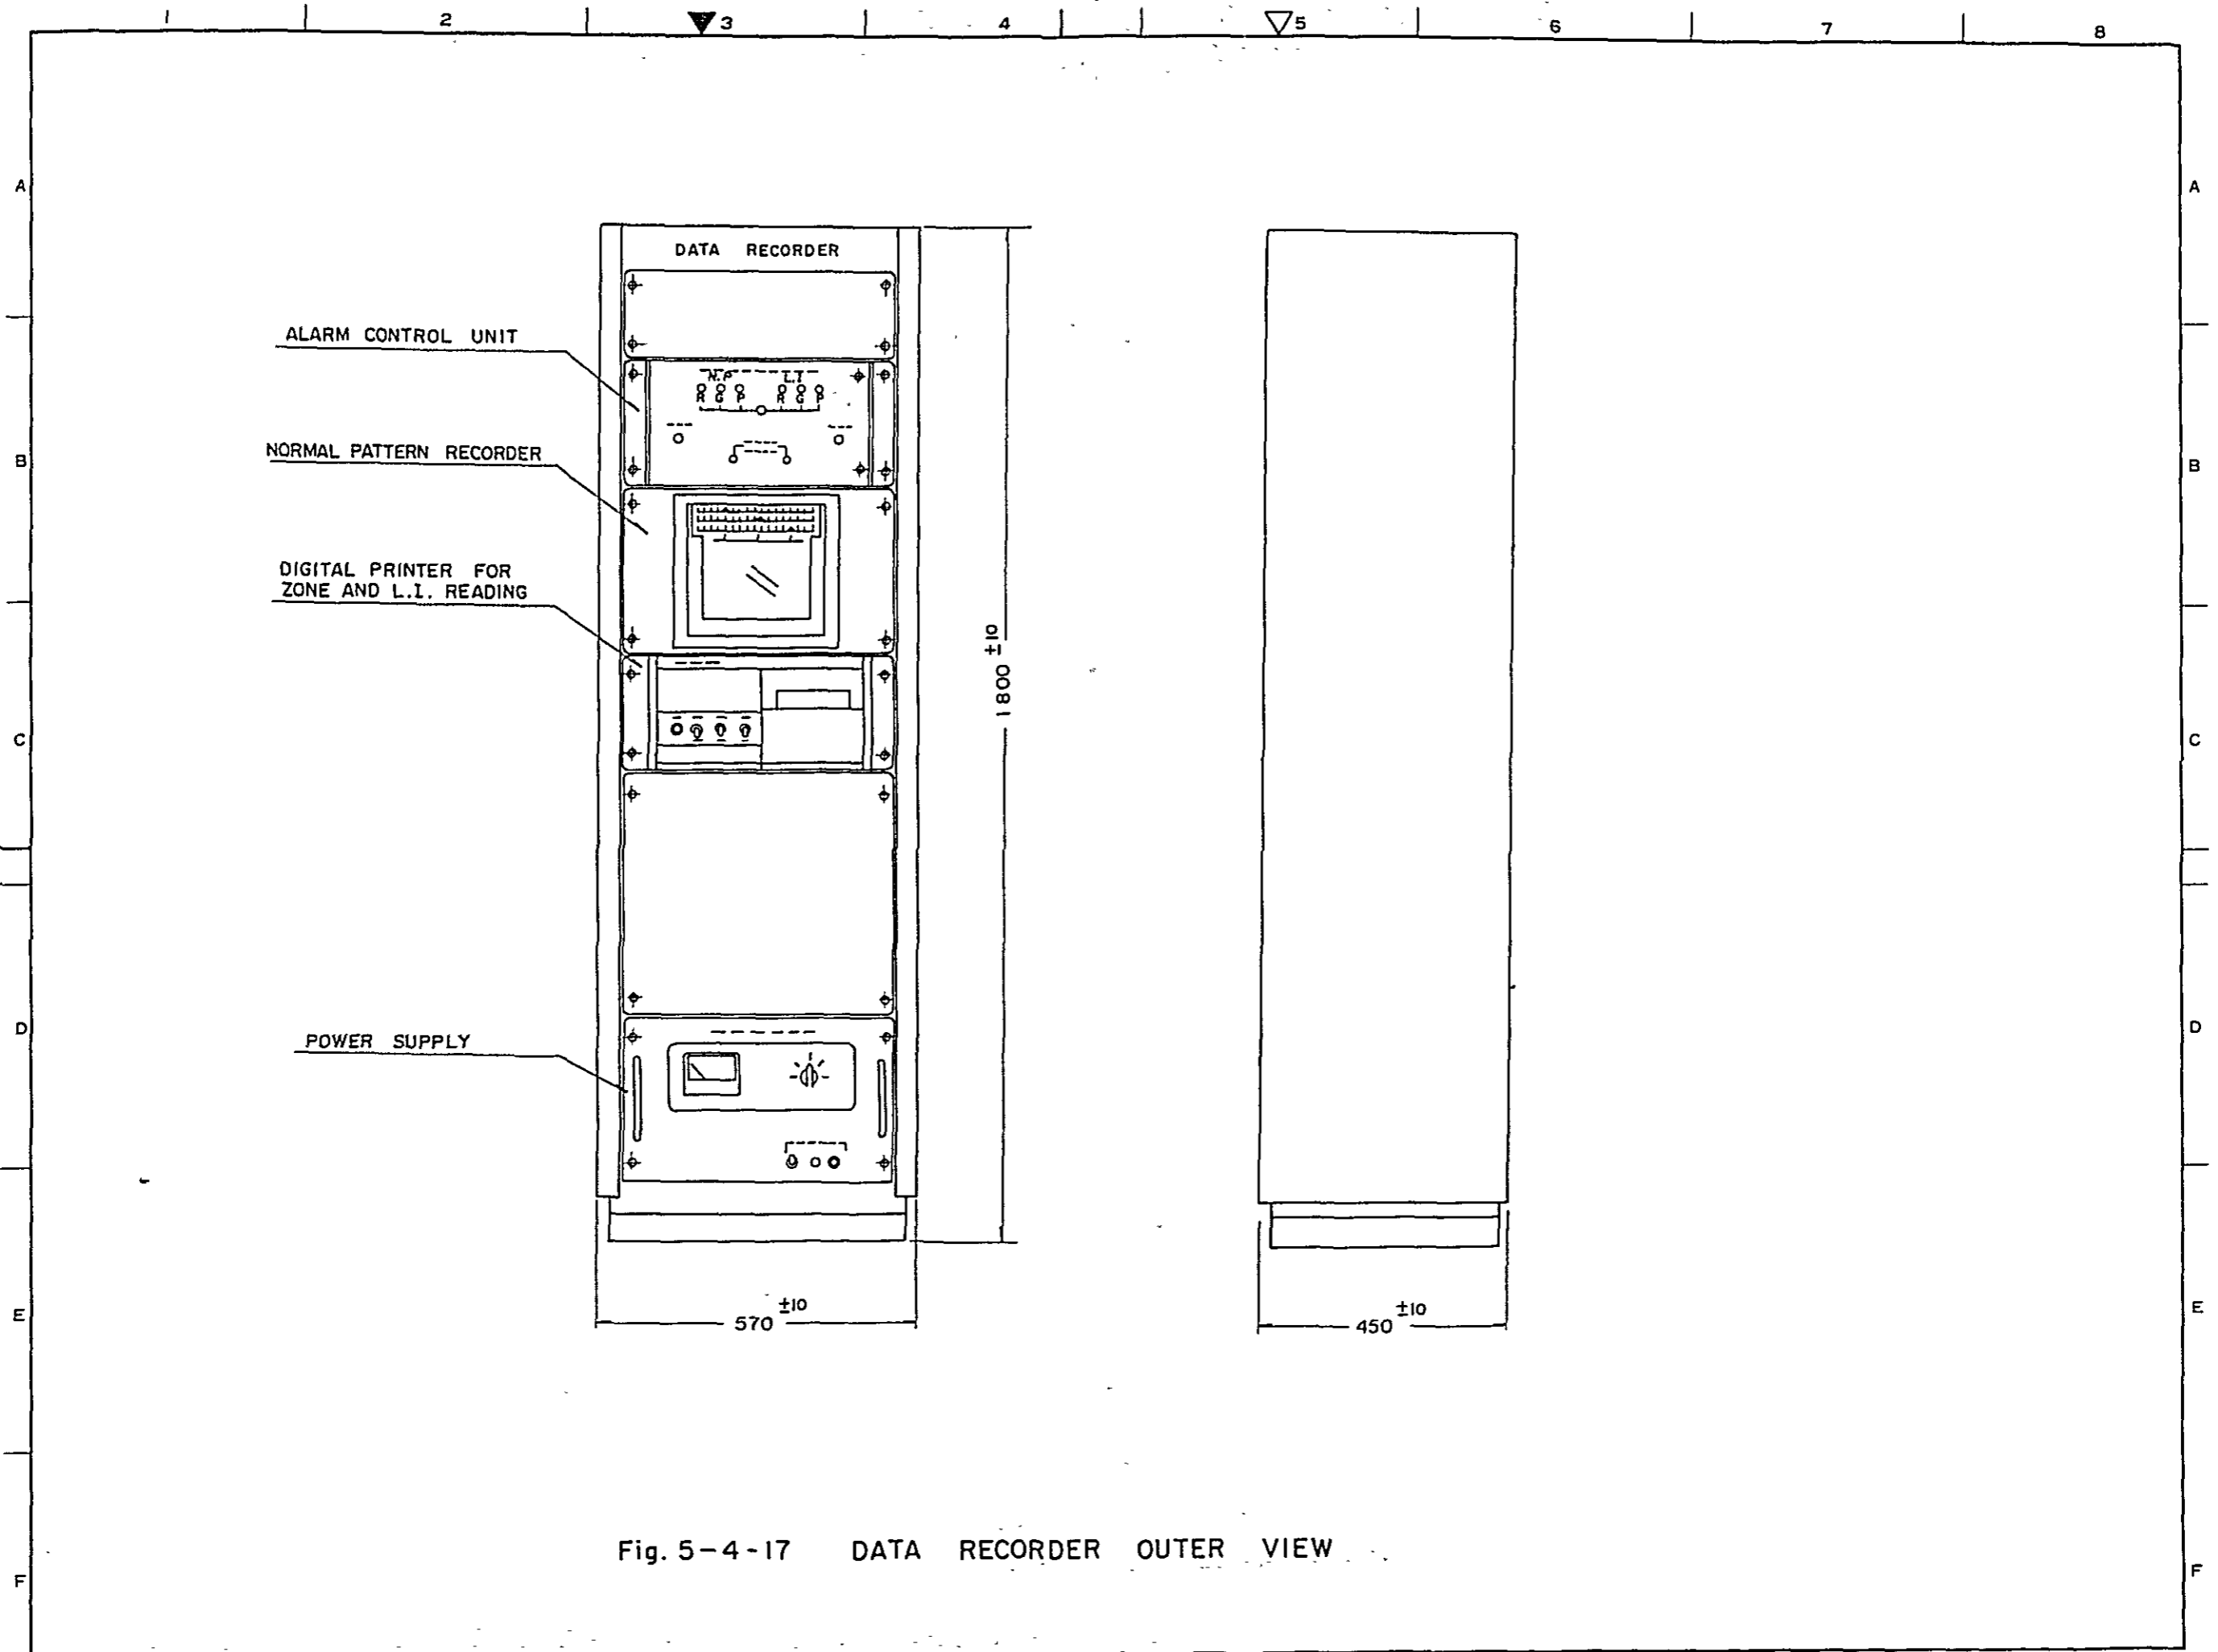 1 2 3 4 5 6 7 8
A A
DATA RECORDER
ALARM CONTROL UNIT
N.P L.I
R G P R G P
NORMAL PATTERN RECORDER
B B
DIGITAL PRINTER FOR
ZONE AND L.I. READING
1800 ±10
C C
D D
POWER SUPPLY
570 ±10
450 ±10
E E
Fig. 5-4-17 DATA RECORDER OUTER VIEW
F F